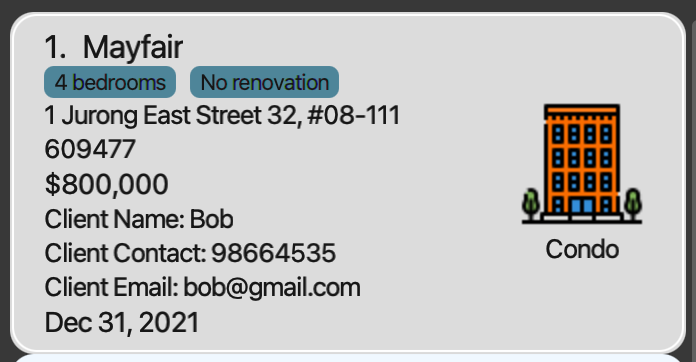 1. Mayfair
4 bedrooms No renovation
1 Jurong East Street 32, #08-111
609477
$800,000
Client Name: Bob
Client Contact: 98664535
Client Email: bob@gmail.com
Dec 31, 2021
Condo